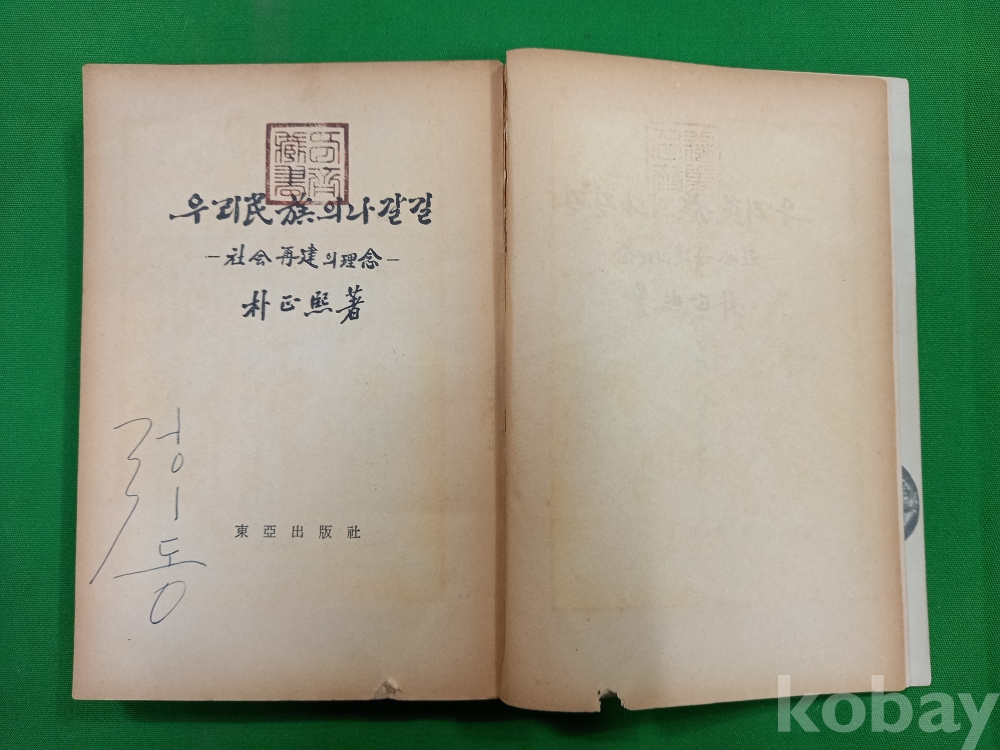 우리民族의나갈길
—社会再建의理念—
朴正熙著
東亞出版社
kobay